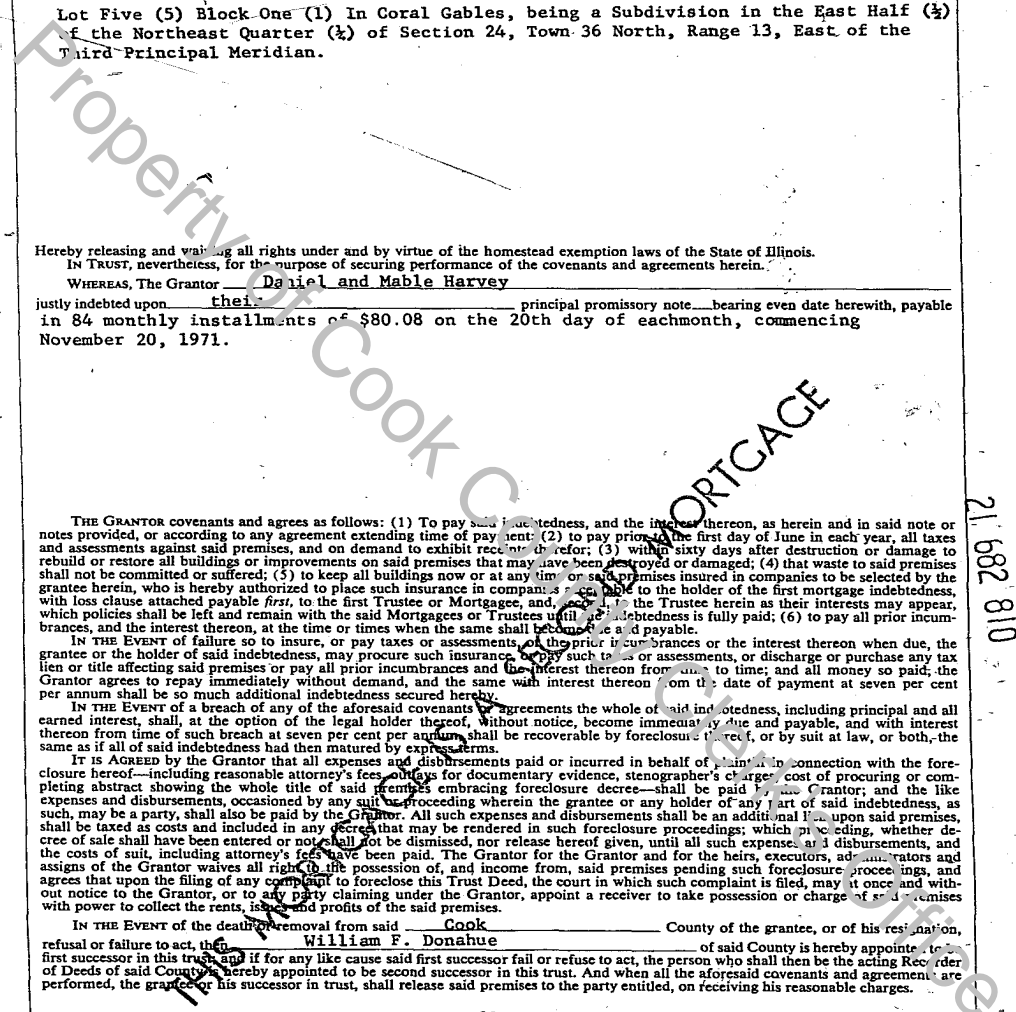 Lot Five (5) Block One (1) In Coral Gables, being a Subdivision in the East Half (½)
of the Northeast Quarter (¼) of Section 24, Town 36 North, Range 13, East of the
Third Principal Meridian.
Hereby releasing and waiving all rights under and by virtue of the homestead exemption laws of the State of Illinois.
IN TRUST, nevertheless, for the purpose of securing performance of the covenants and agreements herein.
WHEREAS, The Grantor Daniel and Mable Harvey
justly indebted upon their principal promissory note bearing even date herewith, payable
in 84 monthly installments of $80.08 on the 20th day of eachmonth, commencing
November 20, 1971.
THE GRANTOR covenants and agrees as follows: (1) To pay said indebtedness, and the interest thereon, as herein and in said note or
notes provided, or according to any agreement extending time of payment; (2) to pay prior to the first day of June in each year, all taxes
and assessments against said premises, and on demand to exhibit receipts therefor; (3) within sixty days after destruction or damage to
rebuild or restore all buildings or improvements on said premises that may have been destroyed or damaged; (4) that waste to said premises
shall not be committed or suffered; (5) to keep all buildings now or at any time on said premises insured in companies to be selected by the
grantee herein, who is hereby authorized to place such insurance in companies acceptable to the holder of the first mortgage indebtedness,
with loss clause attached payable first, to the first Trustee or Mortgagee, and, second, to the Trustee herein as their interests may appear,
which policies shall be left and remain with the said Mortgagees or Trustees until the indebtedness is fully paid; (6) to pay all prior incum-
brances, and the interest thereon, at the time or times when the same shall become due and payable.
IN THE EVENT of failure so to insure, or pay taxes or assessments, or the prior incumbrances or the interest thereon when due, the
grantee or the holder of said indebtedness, may procure such insurance, or pay such taxes or assessments, or discharge or purchase any tax
lien or title affecting said premises or pay all prior incumbrances and the interest thereon from time to time; and all money so paid, the
Grantor agrees to repay immediately without demand, and the same with interest thereon from the date of payment at seven per cent
per annum shall be so much additional indebtedness secured hereby.
IN THE EVENT of a breach of any of the aforesaid covenants or agreements the whole of said indebtedness, including principal and all
earned interest, shall, at the option of the legal holder thereof, without notice, become immediately due and payable, and with interest
thereon from time of such breach at seven per cent per annum, shall be recoverable by foreclosure thereof, or by suit at law, or both, the
same as if all of said indebtedness had then matured by express terms.
IT IS AGREED by the Grantor that all expenses and disbursements paid or incurred in behalf of plaintiff in connection with the fore-
closure hereof—including reasonable attorney's fees, outlays for documentary evidence, stenographer's charges, cost of procuring or com-
pleting abstract showing the whole title of said premises embracing foreclosure decree—shall be paid by the Grantor; and the like
expenses and disbursements, occasioned by any suit or proceeding wherein the grantee or any holder of any part of said indebtedness, as
such, may be a party, shall also be paid by the Grantor. All such expenses and disbursements shall be an additional lien upon said premises,
shall be taxed as costs and included in any decree that may be rendered in such foreclosure proceedings; which proceeding, whether de-
cree of sale shall have been entered or not, shall not be dismissed, nor release hereof given, until all such expenses and disbursements, and
the costs of suit, including attorney's fees have been paid. The Grantor for the Grantor and for the heirs, executors, administrators and
assigns of the Grantor waives all right to the possession of, and income from, said premises pending such foreclosure proceedings, and
agrees that upon the filing of any complaint to foreclose this Trust Deed, the court in which such complaint is filed, may at once and with-
out notice to the Grantor, or to any party claiming under the Grantor, appoint a receiver to take possession or charge of said premises
with power to collect the rents, issues and profits of the said premises.
IN THE EVENT of the death or removal from said Cook County of the grantee, or of his resignation,
refusal or failure to act, then William F. Donahue of said County is hereby appointed to be
first successor in this trust; and if for any like cause said first successor fail or refuse to act, the person who shall then be the acting Recorder
of Deeds of said County is hereby appointed to be second successor in this trust. And when all the aforesaid covenants and agreements are
performed, the grantee or his successor in trust, shall release said premises to the party entitled, on receiving his reasonable charges.
THIS MORTGAGE IS A SECOND MORTGAGE
21 682 810
Property of Cook County Clerk's Office